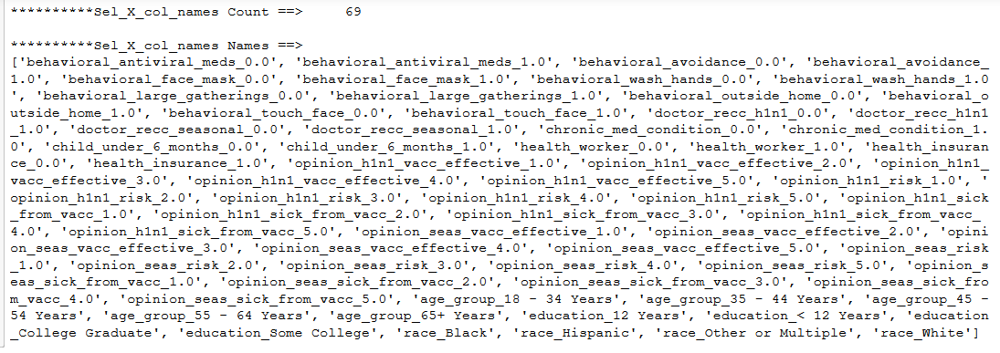 **********Sel_X_col_names Count ==>     69
**********Sel_X_col_names Names ==>
['behavioral_antiviral_meds_0.0', 'behavioral_antiviral_meds_1.0', 'behavioral_avoidance_0.0', 'behavioral_avoidance_
1.0', 'behavioral_face_mask_0.0', 'behavioral_face_mask_1.0', 'behavioral_wash_hands_0.0', 'behavioral_wash_hands_1.0
', 'behavioral_large_gatherings_0.0', 'behavioral_large_gatherings_1.0', 'behavioral_outside_home_0.0', 'behavioral_o
utside_home_1.0', 'behavioral_touch_face_0.0', 'behavioral_touch_face_1.0', 'doctor_recc_h1n1_0.0', 'doctor_recc_h1n1
_1.0', 'doctor_recc_seasonal_0.0', 'doctor_recc_seasonal_1.0', 'chronic_med_condition_0.0', 'chronic_med_condition_1.
0', 'child_under_6_months_0.0', 'child_under_6_months_1.0', 'health_worker_0.0', 'health_worker_1.0', 'health_insuran
ce_0.0', 'health_insurance_1.0', 'opinion_h1n1_vacc_effective_1.0', 'opinion_h1n1_vacc_effective_2.0', 'opinion_h1n1_
vacc_effective_3.0', 'opinion_h1n1_vacc_effective_4.0', 'opinion_h1n1_vacc_effective_5.0', 'opinion_h1n1_risk_1.0', '
opinion_h1n1_risk_2.0', 'opinion_h1n1_risk_3.0', 'opinion_h1n1_risk_4.0', 'opinion_h1n1_risk_5.0', 'opinion_h1n1_sick
_from_vacc_1.0', 'opinion_h1n1_sick_from_vacc_2.0', 'opinion_h1n1_sick_from_vacc_3.0', 'opinion_h1n1_sick_from_vacc_
4.0', 'opinion_h1n1_sick_from_vacc_5.0', 'opinion_seas_vacc_effective_1.0', 'opinion_seas_vacc_effective_2.0', 'opini
on_seas_vacc_effective_3.0', 'opinion_seas_vacc_effective_4.0', 'opinion_seas_vacc_effective_5.0', 'opinion_seas_risk
_1.0', 'opinion_seas_risk_2.0', 'opinion_seas_risk_3.0', 'opinion_seas_risk_4.0', 'opinion_seas_risk_5.0', 'opinion_s
eas_sick_from_vacc_1.0', 'opinion_seas_sick_from_vacc_2.0', 'opinion_seas_sick_from_vacc_3.0', 'opinion_seas_sick_fro
m_vacc_4.0', 'opinion_seas_sick_from_vacc_5.0', 'age_group_18 - 34 Years', 'age_group_35 - 44 Years', 'age_group_45 -
54 Years', 'age_group_55 - 64 Years', 'age_group_65+ Years', 'education_12 Years', 'education_< 12 Years', 'education
_College Graduate', 'education_Some College', 'race_Black', 'race_Hispanic', 'race_Other or Multiple', 'race_White']